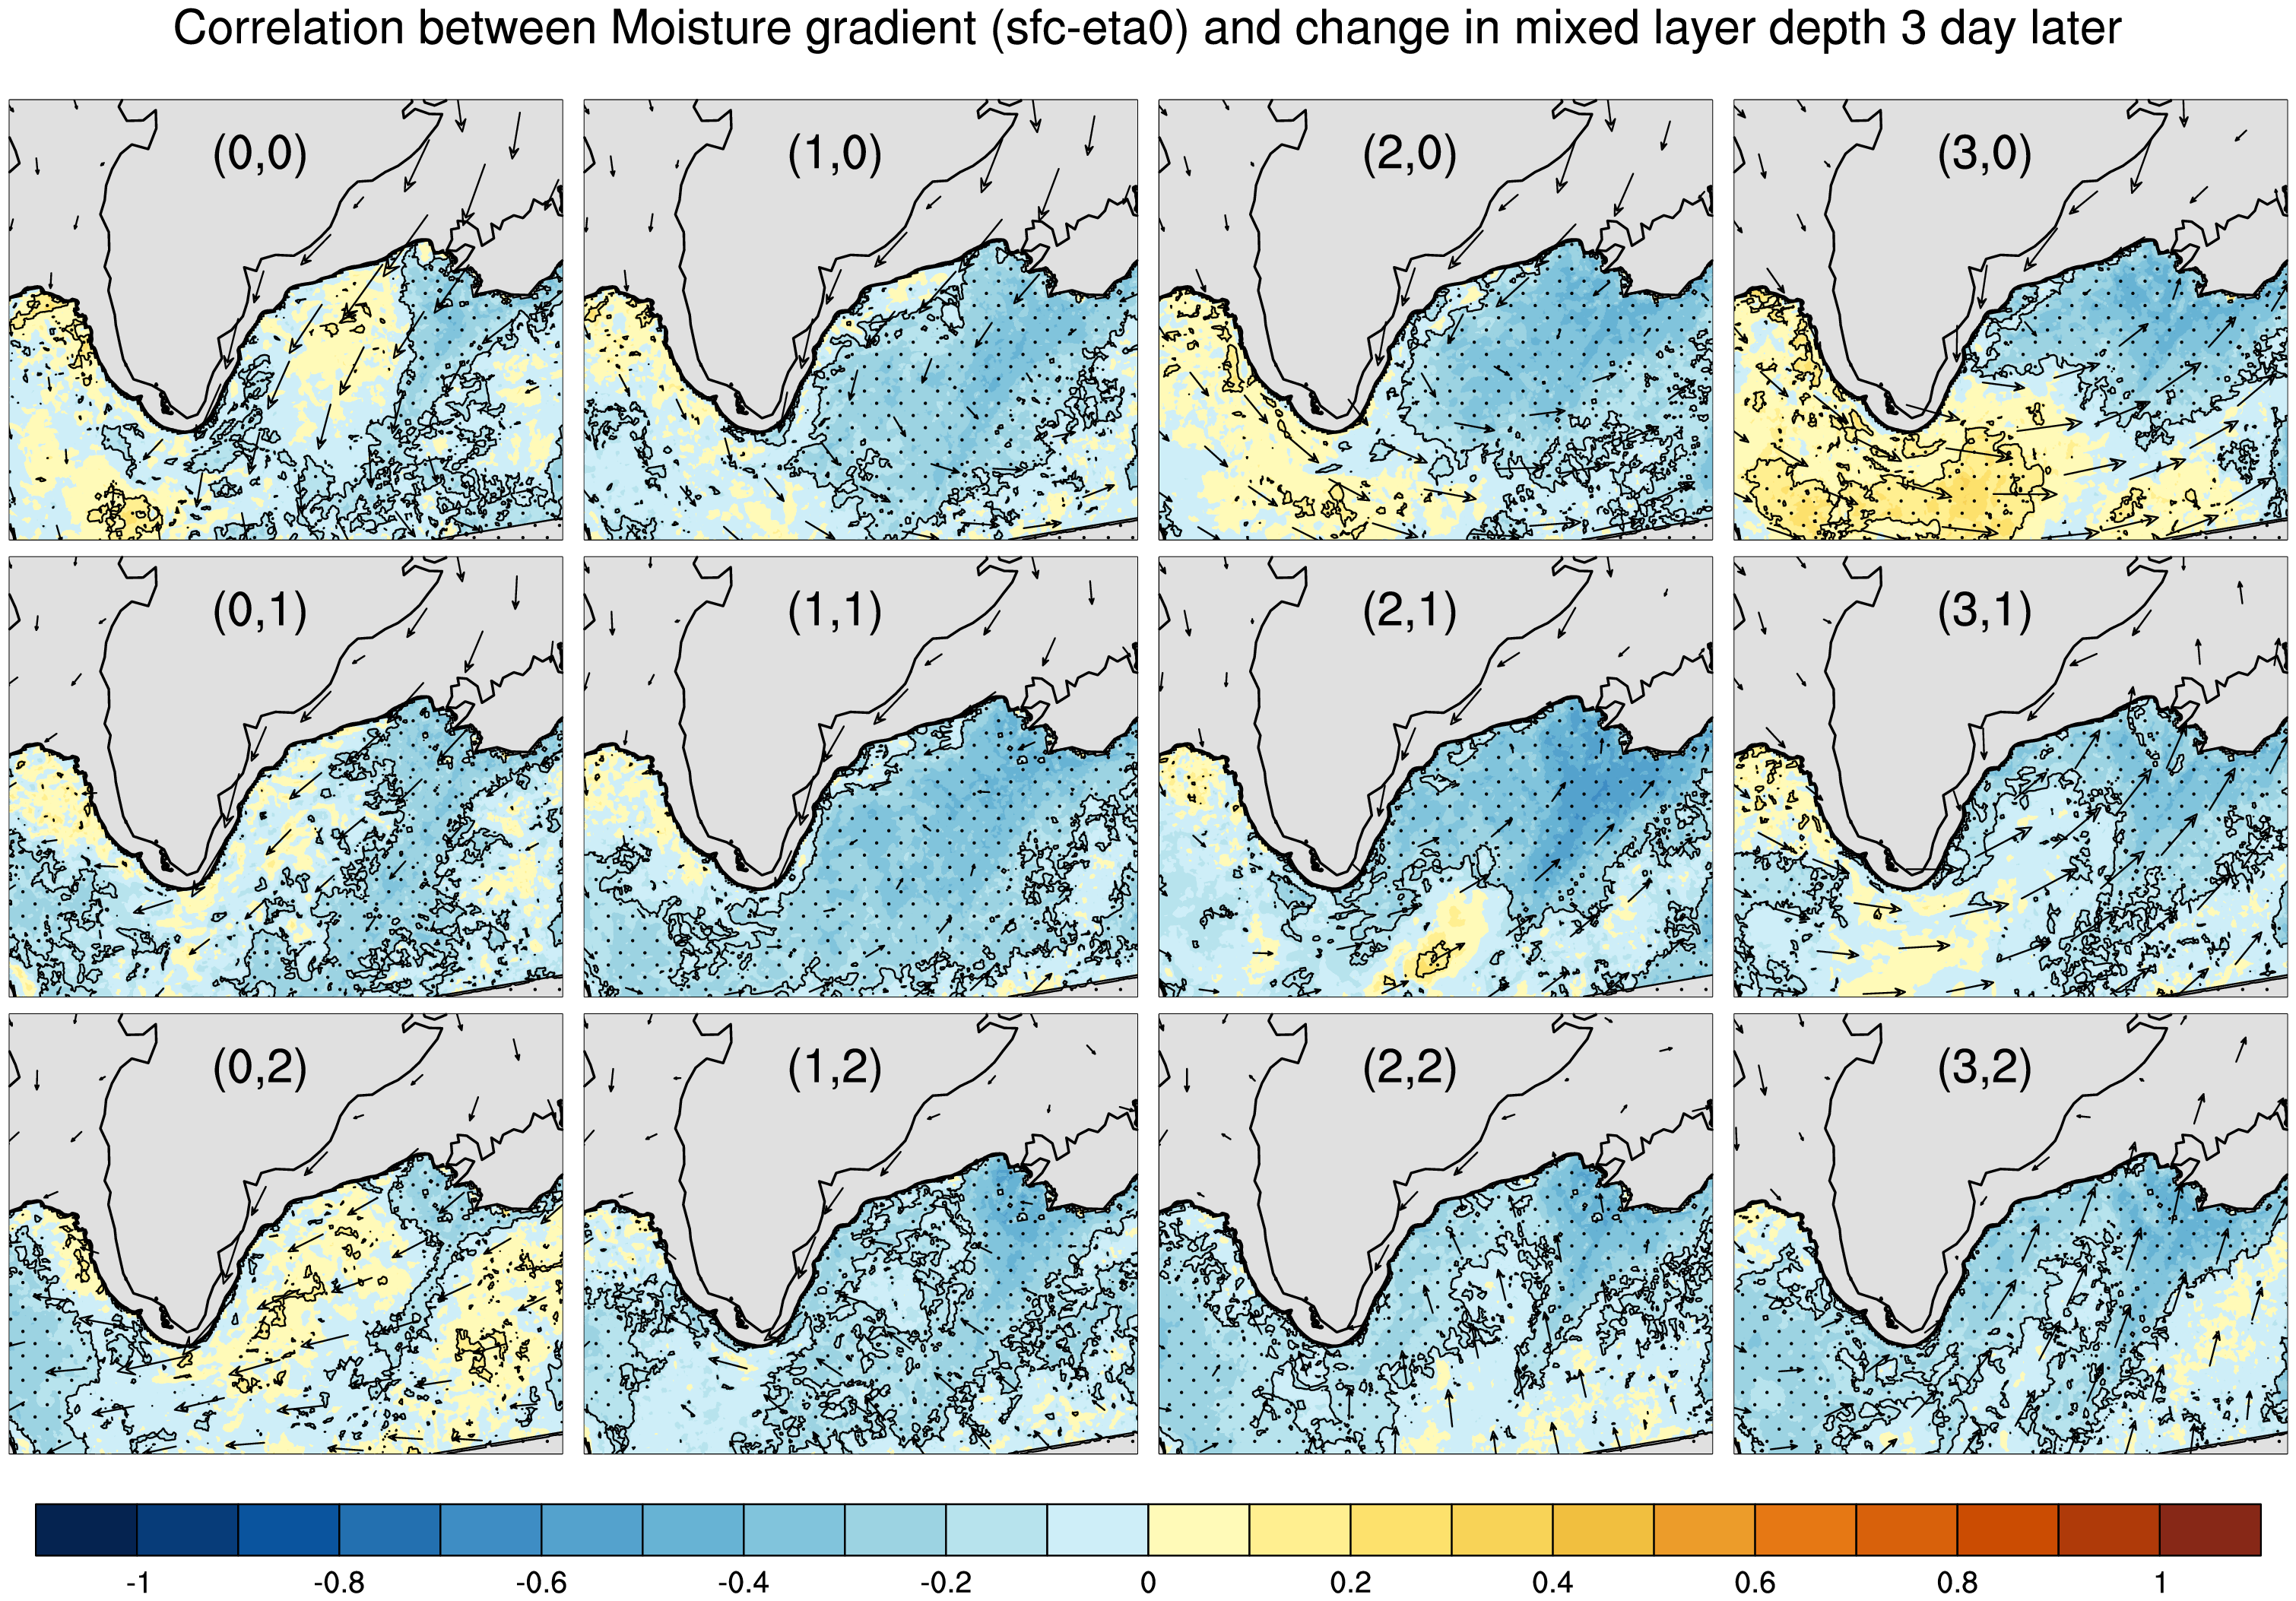 Correlation between Moisture gradient (sfc-eta0) and change in mixed layer depth 3 day later
(0,0) (1,0) (2,0) (3,0)
(0,1) (1,1) (2,1) (3,1)
(0,2) (1,2) (2,2) (3,2)
-1 -0.8 -0.6 -0.4 -0.2 0 0.2 0.4 0.6 0.8 1